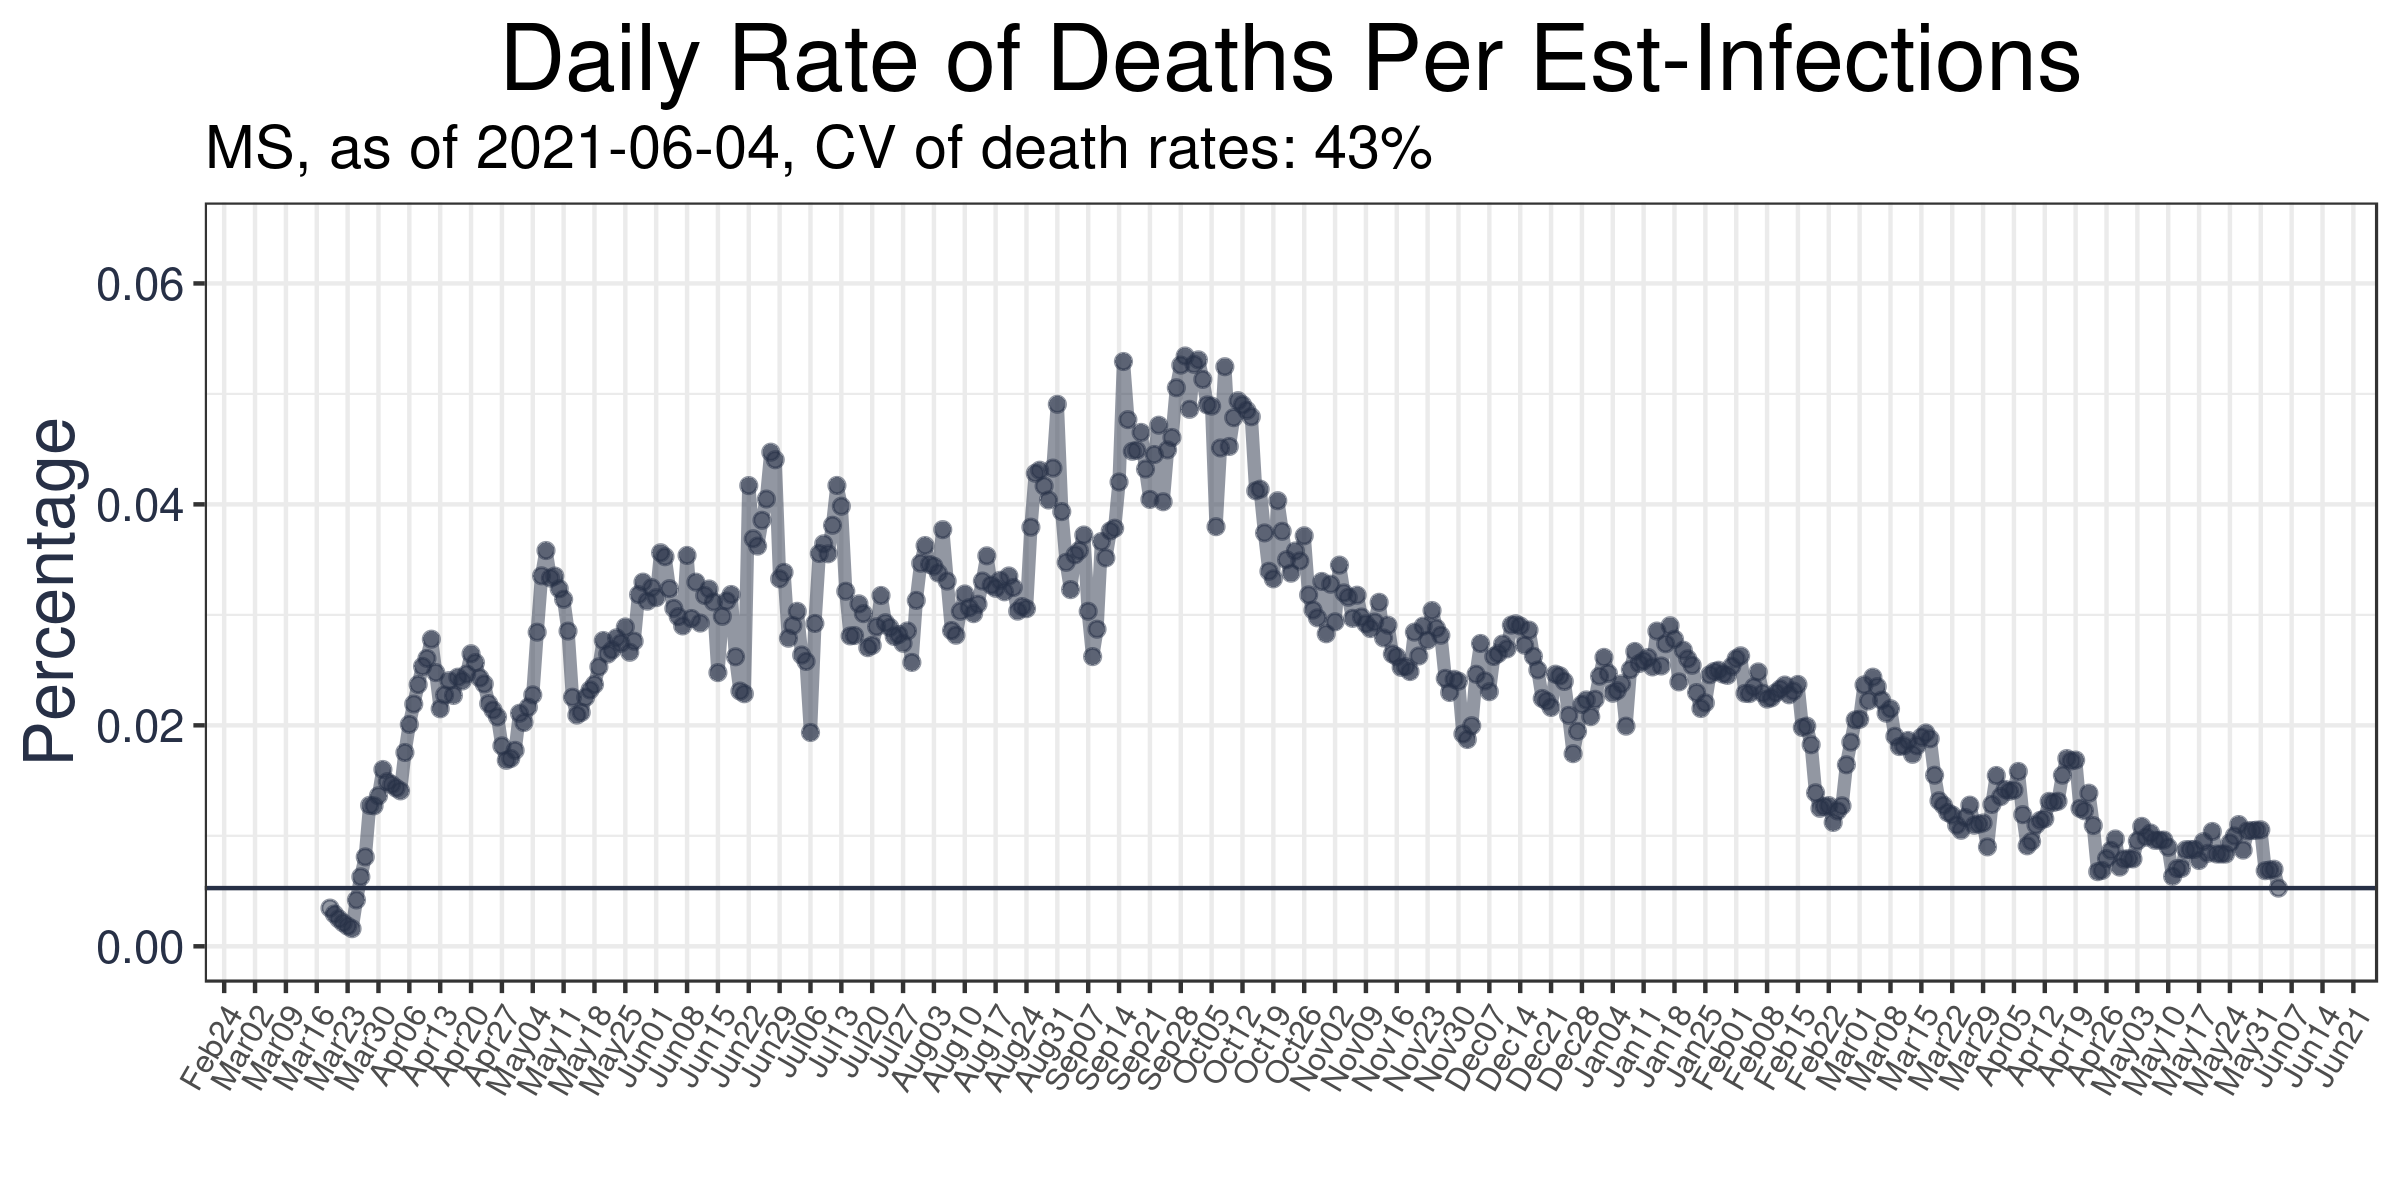 Daily Rate of Deaths Per Est-Infections
MS, as of 2021-06-04, CV of death rates: 43%
Percentage
0.06
0.04
0.02
0.00
Feb24
Mar02
Mar09
Mar16
Mar23
Mar30
Apr06
Apr13
Apr20
Apr27
May04
May11
May18
May25
Jun01
Jun08
Jun15
Jun22
Jun29
Jul06
Jul13
Jul20
Jul27
Aug03
Aug10
Aug17
Aug24
Aug31
Sep07
Sep14
Sep21
Sep28
Oct05
Oct12
Oct19
Oct26
Nov02
Nov09
Nov16
Nov23
Nov30
Dec07
Dec14
Dec21
Dec28
Jan04
Jan11
Jan18
Jan25
Feb01
Feb08
Feb15
Feb22
Mar01
Mar08
Mar15
Mar22
Mar29
Apr05
Apr12
Apr19
Apr26
May03
May10
May17
May24
May31
Jun07
Jun14
Jun21